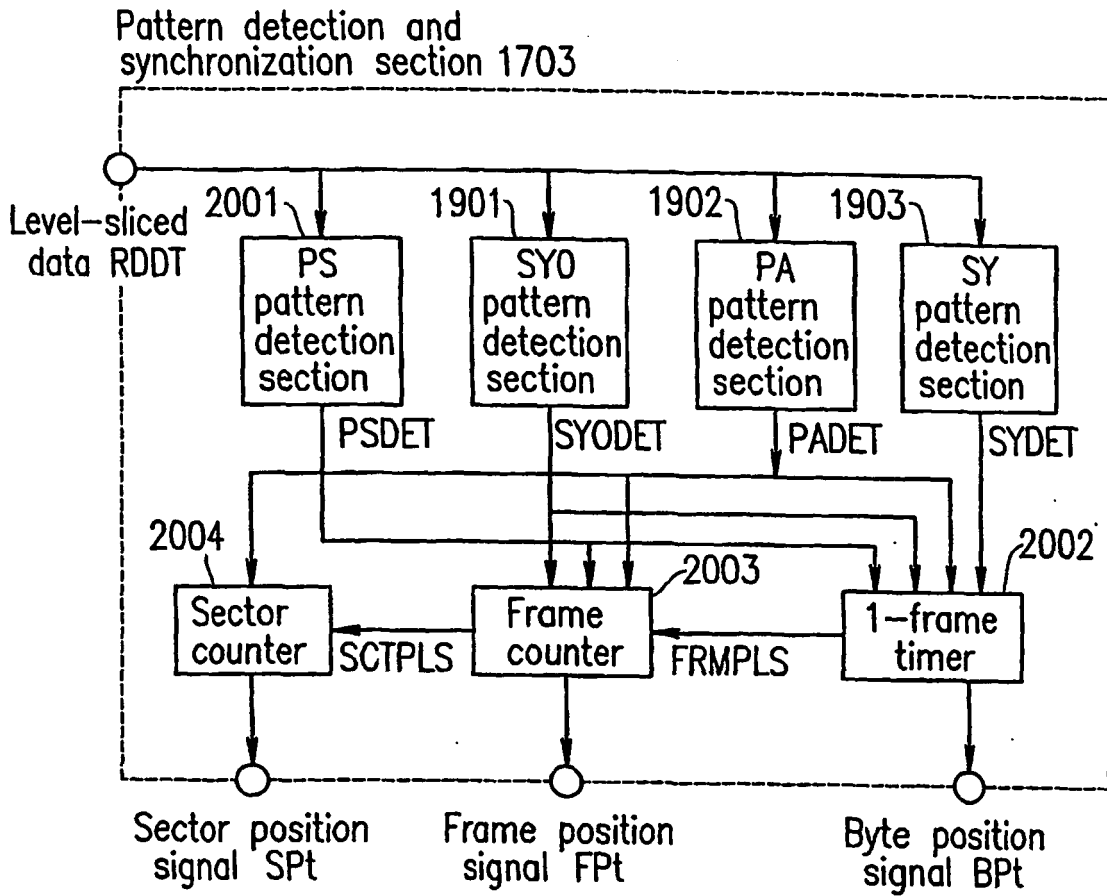 Pattern detection and
synchronization section 1703
Level-sliced
data RDDT
2001
1901
1902
1903
PS
pattern
detection
section
SYO
pattern
detection
section
PA
pattern
detection
section
SY
pattern
detection
section
PSDET
SYODET
PADET
SYDET
2004
2003
2002
Sector
counter
SCTPLS
Frame
counter
FRMPLS
1-frame
timer
Sector position
signal SPt
Frame position
signal FPt
Byte position
signal BPt